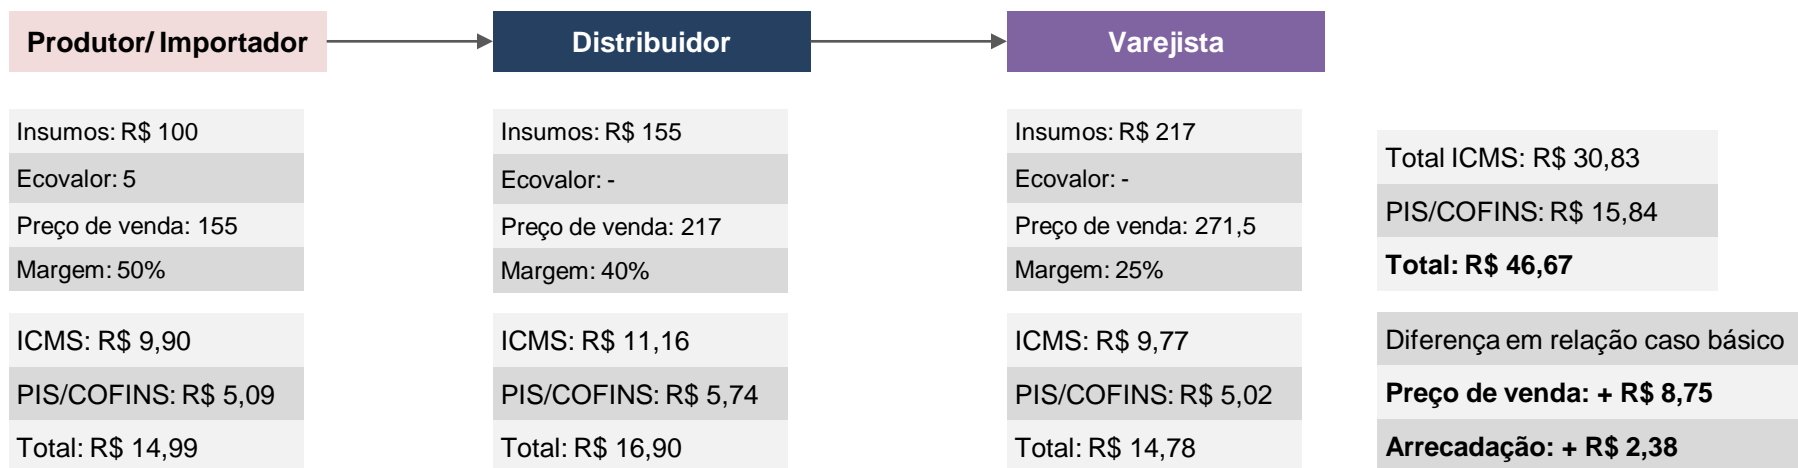 Produtor/ Importador
Distribuidor
Varejista
Insumos: R$ 100
Ecovalor: 5
Preço de venda: 155
Margem: 50%
ICMS: R$ 9,90
PIS/COFINS: R$ 5,09
Total: R$ 14,99
Insumos: R$ 155
Ecovalor: -
Preço de venda: 217
Margem: 40%
ICMS: R$ 11,16
PIS/COFINS: R$ 5,74
Total: R$ 16,90
Insumos: R$ 217
Ecovalor: -
Preço de venda: 271,5
Margem: 25%
ICMS: R$ 9,77
PIS/COFINS: R$ 5,02
Total: R$ 14,78
Total ICMS: R$ 30,83
PIS/COFINS: R$ 15,84
Total: R$ 46,67
Diferença em relação caso básico
Preço de venda: + R$ 8,75
Arrecadação: + R$ 2,38